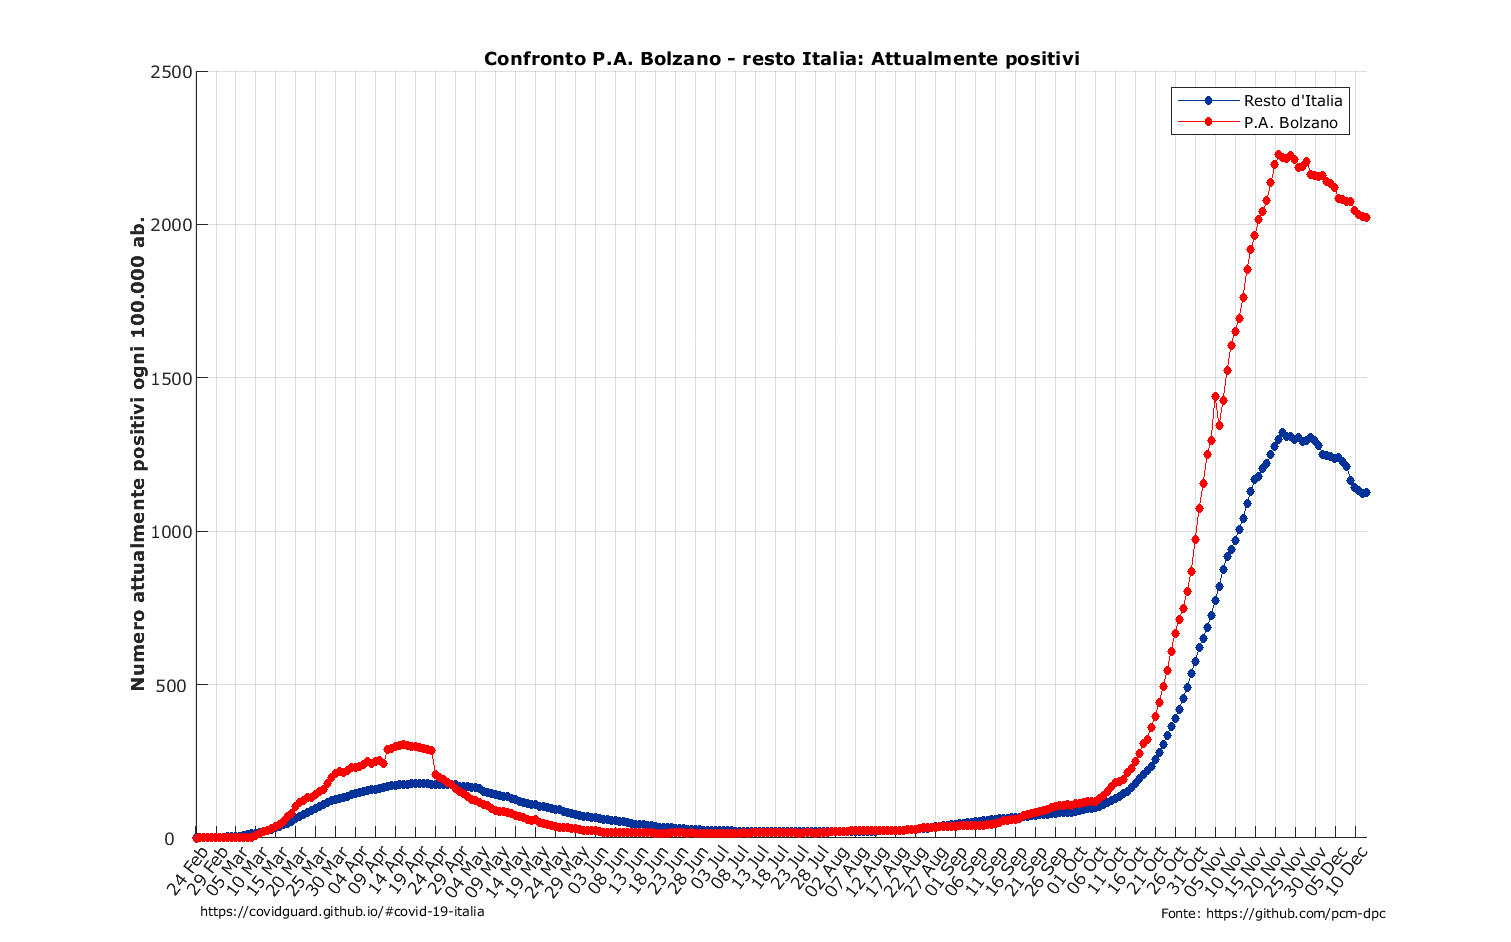 Confronto P.A. Bolzano - resto Italia: Attualmente positivi
Resto d'Italia
P.A. Bolzano
Numero attualmente positivi ogni 100.000 ab.
2500
2000
1500
1000
500
0
24 Feb
29 Feb
05 Mar
10 Mar
15 Mar
20 Mar
25 Mar
30 Mar
04 Apr
09 Apr
14 Apr
19 Apr
24 Apr
29 Apr
04 May
09 May
14 May
19 May
24 May
29 May
03 Jun
08 Jun
13 Jun
18 Jun
23 Jun
28 Jun
03 Jul
08 Jul
13 Jul
18 Jul
23 Jul
28 Jul
02 Aug
07 Aug
12 Aug
17 Aug
22 Aug
27 Aug
01 Sep
06 Sep
11 Sep
16 Sep
21 Sep
26 Sep
01 Oct
06 Oct
11 Oct
16 Oct
21 Oct
26 Oct
31 Oct
05 Nov
10 Nov
15 Nov
20 Nov
25 Nov
30 Nov
05 Dec
10 Dec
https://covidguard.github.io/#covid-19-italia
Fonte: https://github.com/pcm-dpc